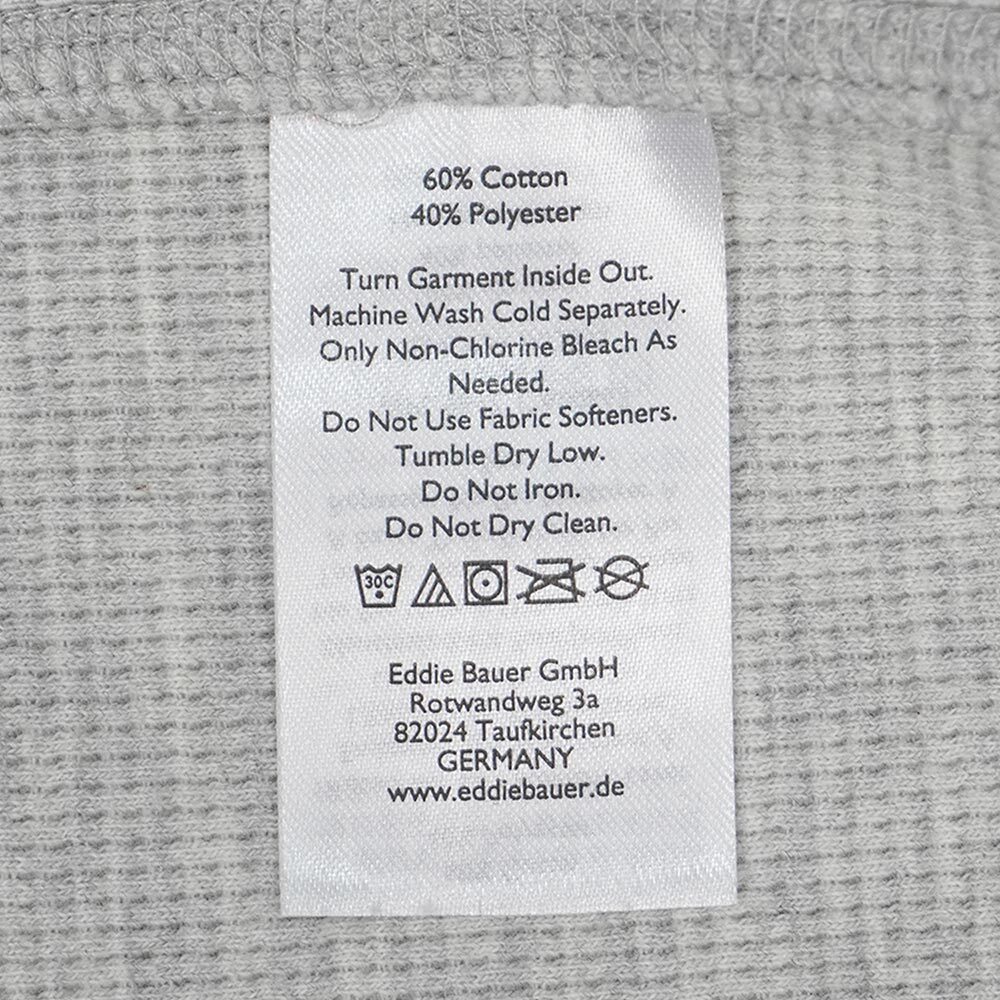 60% Cotton
40% Polyester
Turn Garment Inside Out.
Machine Wash Cold Separately.
Only Non-Chlorine Bleach As
Needed.
Do Not Use Fabric Softeners.
Tumble Dry Low.
Do Not Iron.
Do Not Dry Clean.
30C
Eddie Bauer GmbH
Rotwandweg 3a
82024 Taufkirchen
GERMANY
www.eddiebauer.de